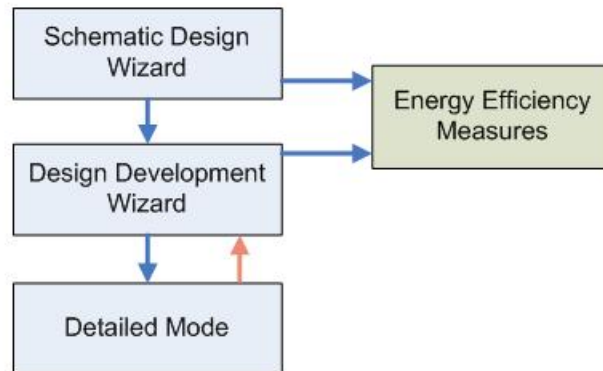 Schematic Design
Wizard
Energy Efficiency
Measures
Design Development
Wizard
Detailed Mode